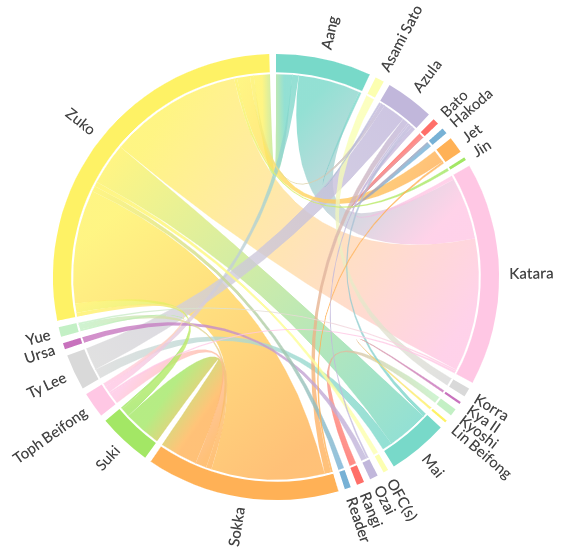 Aang
Asami Sato
Azula
Bato
Hakoda
Jet
Jin
Katara
Korra
Kya II
Kyoshi
Lin Beifong
Mai
OFC(s)
Ozai
Rangi
Reader
Sokka
Suki
Toph Beifong
Ty Lee
Ursa
Yue
Zuko